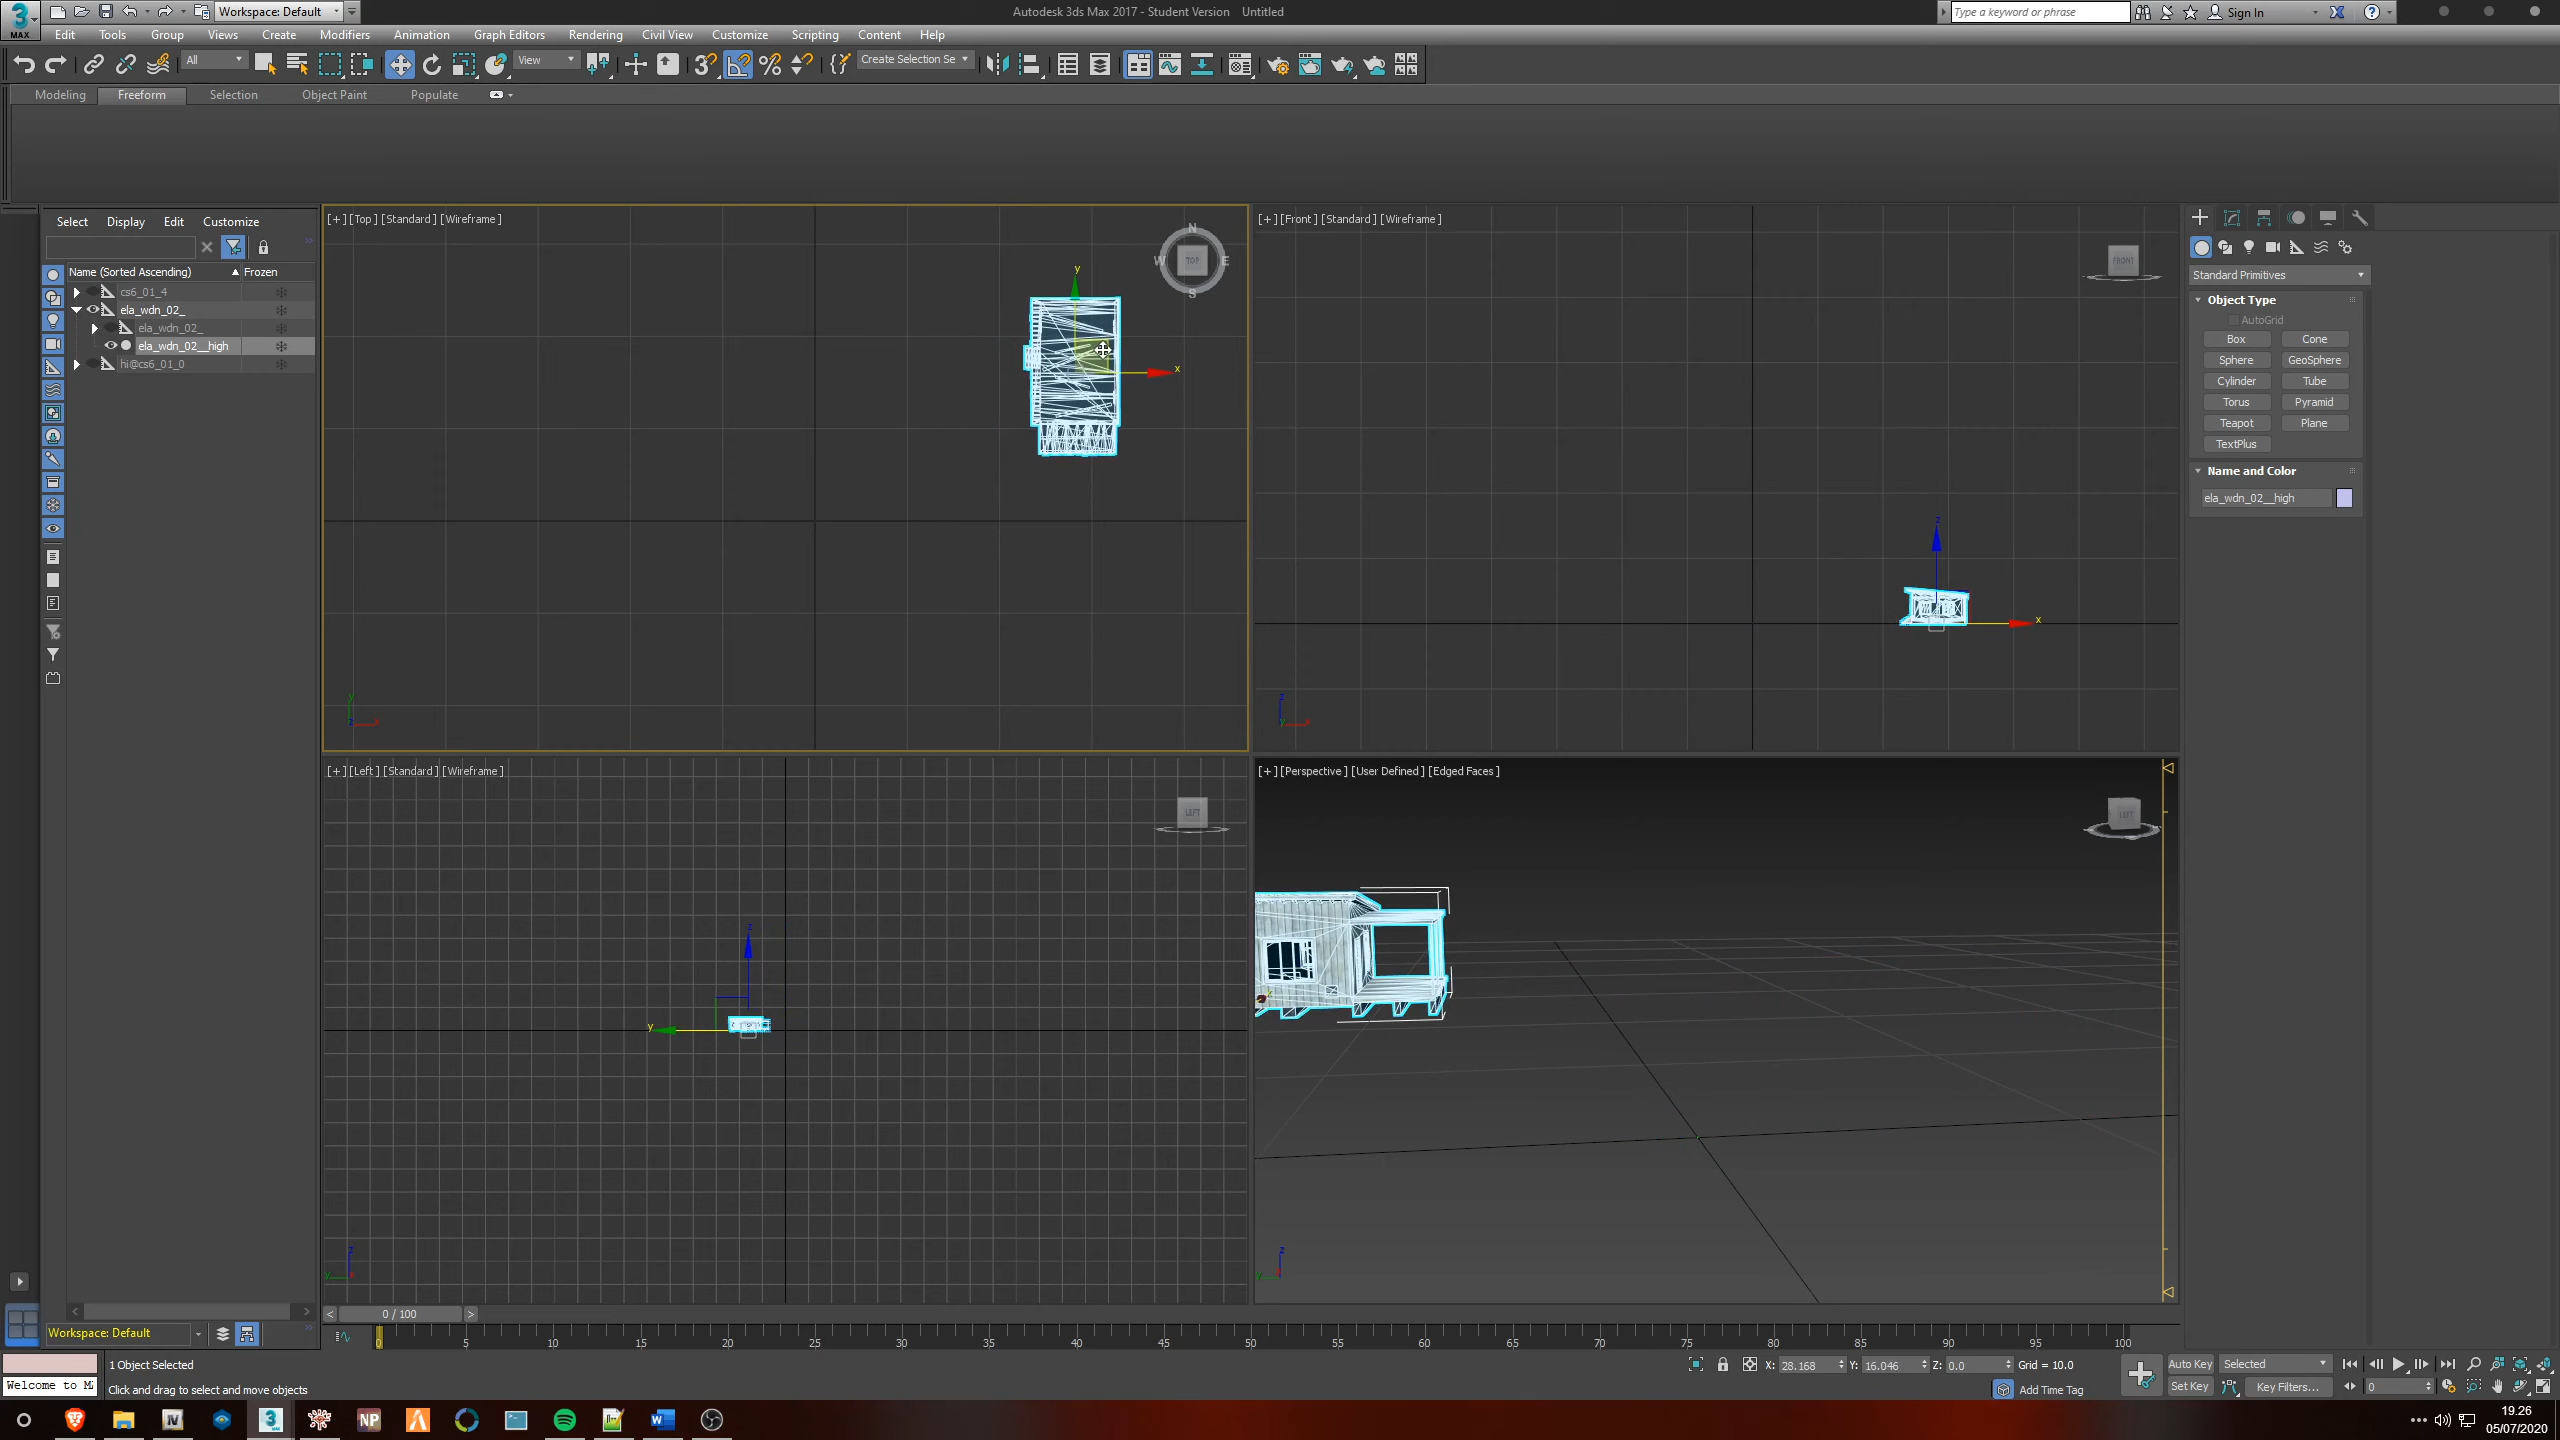 Workspace: Default
Autodesk 3ds Max 2017 - Student Version    Untitled
Type a keyword or phrase
Sign In
MAX
Edit Tools Group Views Create Modifiers Animation Graph Editors Rendering Civil View Customize Scripting Content Help
All
View
Create Selection Se
Modeling Freeform Selection Object Paint Populate
Select Display Edit Customize
Name (Sorted Ascending) Frozen
cs6_01_4
ela_wdn_02_
ela_wdn_02_
ela_wdn_02__high
hi@cs6_01_0
[+] [Top] [Standard] [Wireframe]
N
W TOP E
S
y
x
y
z x
[+] [Front] [Standard] [Wireframe]
FRONT
z
x
z
y x
[+] [Left] [Standard] [Wireframe]
LEFT
z
y
z
y x
[+] [Perspective] [User Defined] [Edged Faces]
LEFT
z
y
Standard Primitives
Object Type
AutoGrid
Box Cone
Sphere GeoSphere
Cylinder Tube
Torus Pyramid
Teapot Plane
TextPlus
Name and Color
ela_wdn_02__high
< 0 / 100 >
Workspace: Default
0 5 10 15 20 25 30 35 40 45 50 55 60 65 70 75 80 85 90 95 100
1 Object Selected
X: 28.168 Y: 16.046 Z: 0.0 Grid = 10.0
Auto Key Selected
Welcome to M
Click and drag to select and move objects
Add Time Tag
Set Key Key Filters...
0
3 MAX
NP
19.26
05/07/2020